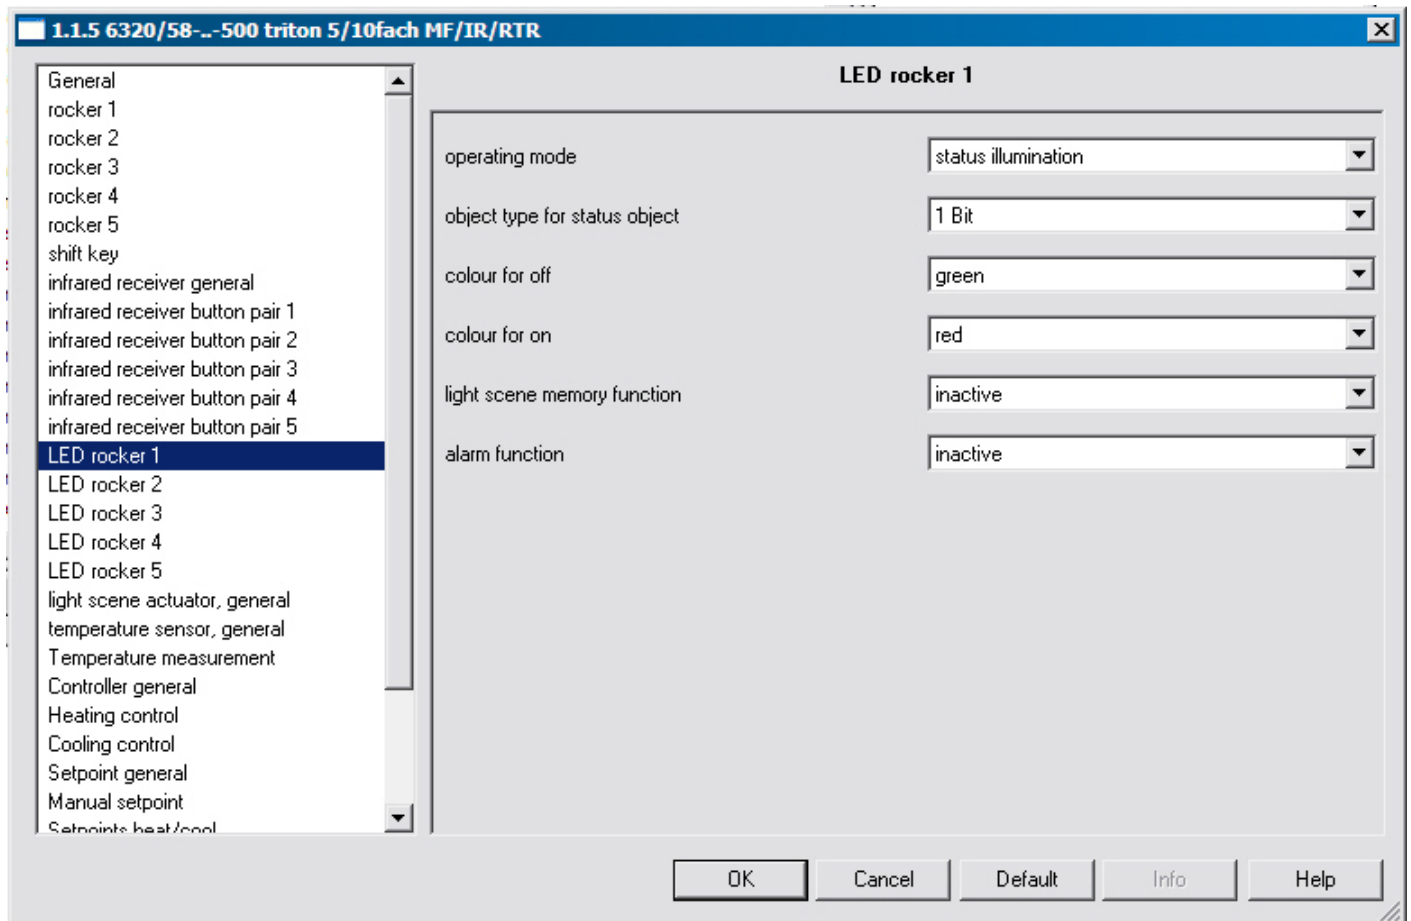 1.1.5 6320/58-..-500 triton 5/10fach MF/IR/RTR
General
rocker 1
rocker 2
rocker 3
rocker 4
rocker 5
shift key
infrared receiver general
infrared receiver button pair 1
infrared receiver button pair 2
infrared receiver button pair 3
infrared receiver button pair 4
infrared receiver button pair 5
LED rocker 1
LED rocker 2
LED rocker 3
LED rocker 4
LED rocker 5
light scene actuator, general
temperature sensor, general
Temperature measurement
Controller general
Heating control
Cooling control
Setpoint general
Manual setpoint
Setpoints heat/cool
LED rocker 1
operating mode status illumination
object type for status object 1 Bit
colour for off green
colour for on red
light scene memory function inactive
alarm function inactive
OK Cancel Default Info Help